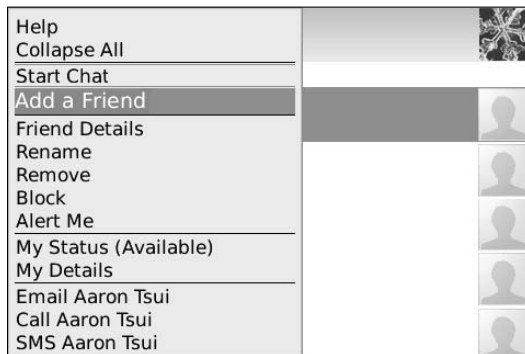 Help
Collapse All
Start Chat
Add a Friend
Friend Details
Rename
Remove
Block
Alert Me
My Status (Available)
My Details
Email Aaron Tsui
Call Aaron Tsui
SMS Aaron Tsui